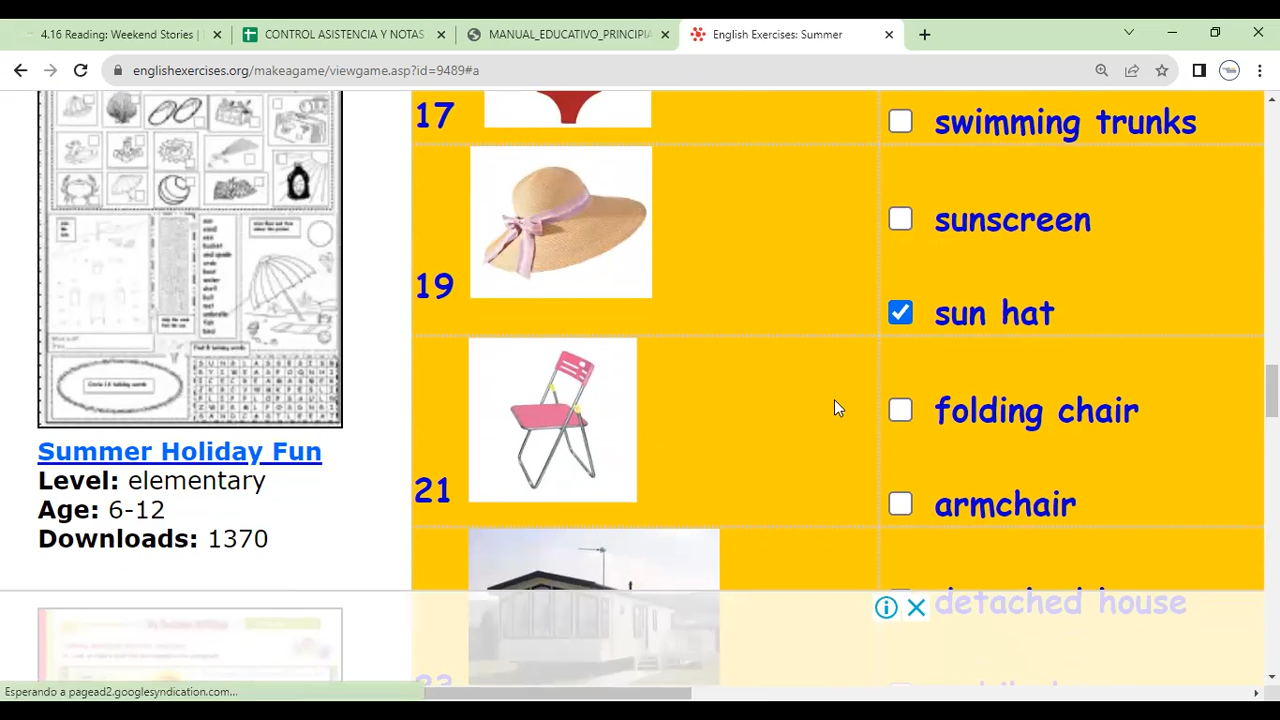 4.16 Reading: Weekend Stories |
CONTROL ASISTENCIA Y NOTAS
MANUAL_EDUCATIVO_PRINCIPIA
English Exercises: Summer
englishexercises.org/makeagame/viewgame.asp?id=9489#a
17
swimming trunks
sunscreen
19
sun hat
folding chair
21
armchair
detached house
Summer Holiday Fun
Level: elementary
Age: 6-12
Downloads: 1370
Esperando a pagead2.googlesyndication.com...